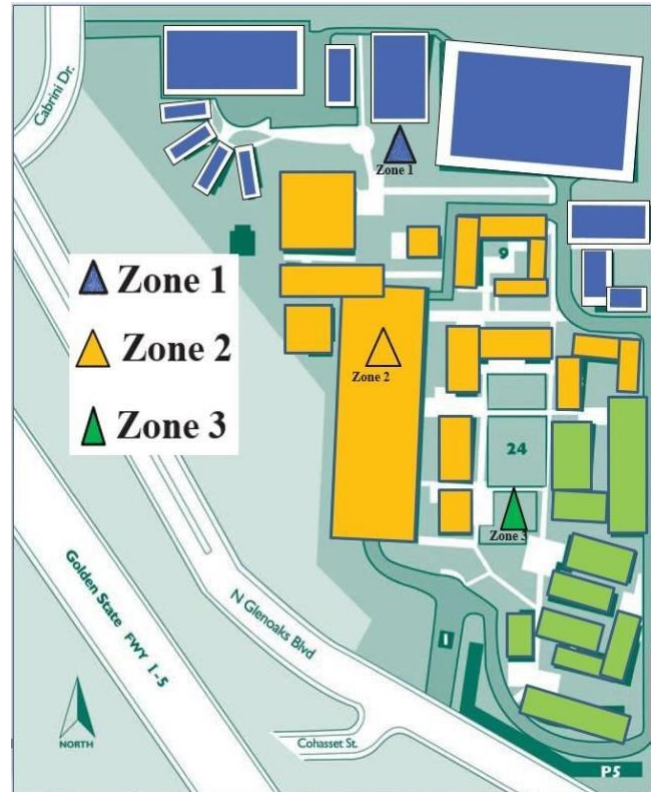 Cabrini Dr.
Zone 1
9
Zone 1
Zone 2
Zone 3
Zone 2
24
Zone 3
Golden State FWY I-5
N Glenoaks Blvd
1
NORTH
Cohasset St.
P5